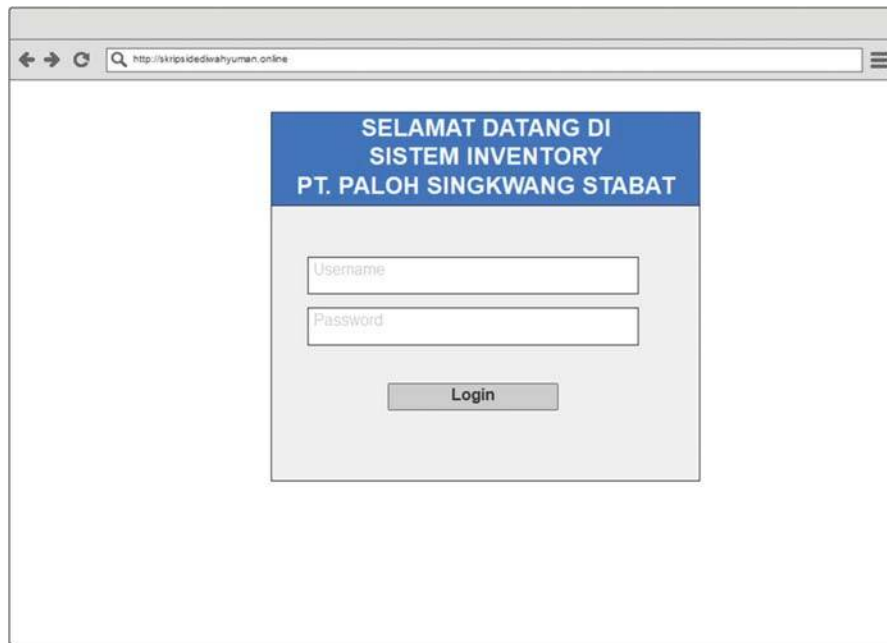 http://skripsidediwahyuman.online
SELAMAT DATANG DI
SISTEM INVENTORY
PT. PALOH SINGKWANG STABAT
Username
Password
Login